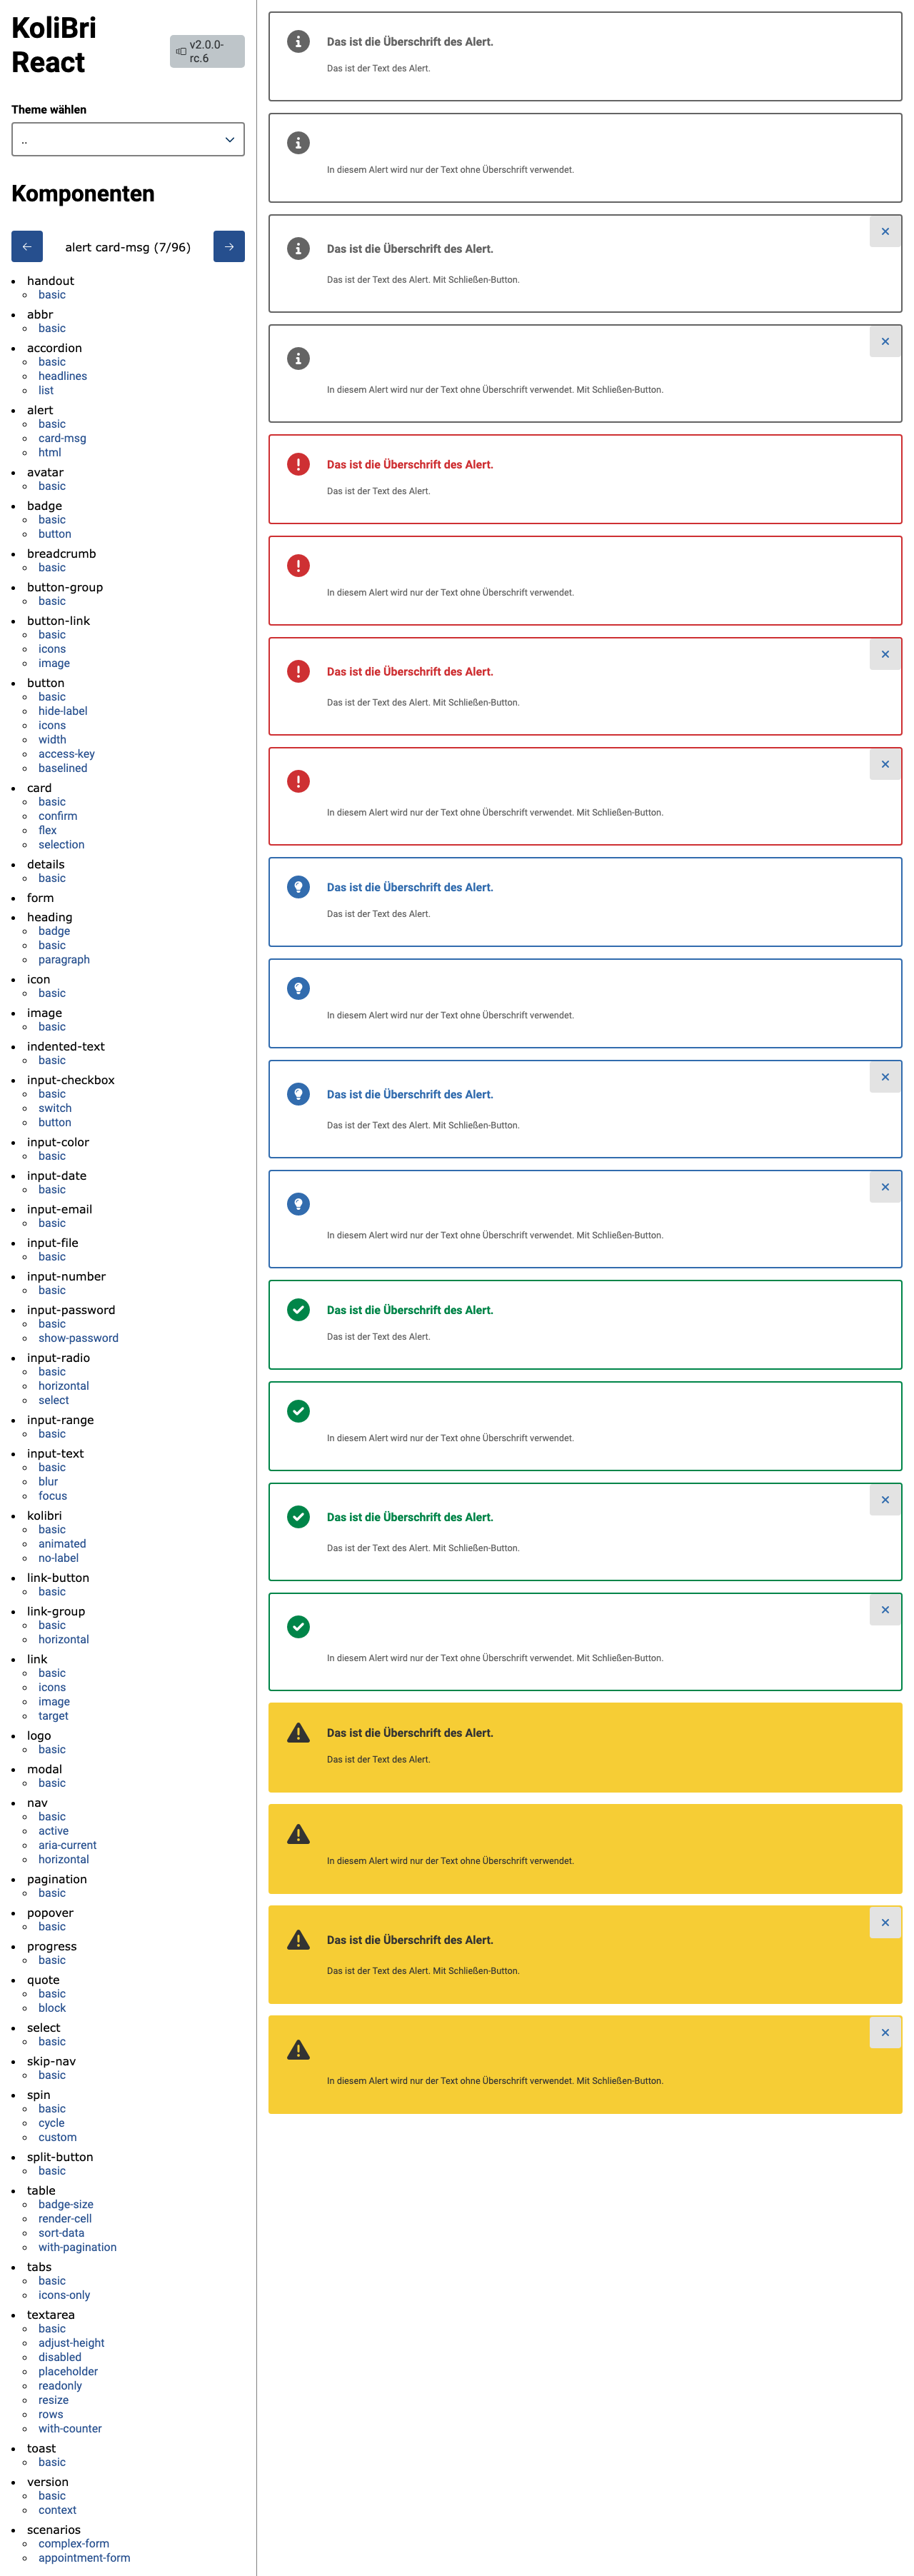 KoliBri
React
v2.0.0-
rc.6
Theme wählen
..
Komponenten
alert card-msg (7/96)
handout
basic
abbr
basic
accordion
basic
headlines
list
alert
basic
card-msg
html
avatar
basic
badge
basic
button
breadcrumb
basic
button-group
basic
button-link
basic
icons
image
button
basic
hide-label
icons
width
access-key
baselined
card
basic
confirm
flex
selection
details
basic
form
heading
badge
basic
paragraph
icon
basic
image
basic
indented-text
basic
input-checkbox
basic
switch
button
input-color
basic
input-date
basic
input-email
basic
input-file
basic
input-number
basic
input-password
basic
show-password
input-radio
basic
horizontal
select
input-range
basic
input-text
basic
blur
focus
kolibri
basic
animated
no-label
link-button
basic
link-group
basic
horizontal
link
basic
icons
image
target
logo
basic
modal
basic
nav
basic
active
aria-current
horizontal
pagination
basic
popover
basic
progress
basic
quote
basic
block
select
basic
skip-nav
basic
spin
basic
cycle
custom
split-button
basic
table
badge-size
render-cell
sort-data
with-pagination
tabs
basic
icons-only
textarea
basic
adjust-height
disabled
placeholder
readonly
resize
rows
with-counter
toast
basic
version
basic
context
scenarios
complex-form
appointment-form
Das ist die Überschrift des Alert.
Das ist der Text des Alert.
In diesem Alert wird nur der Text ohne Überschrift verwendet.
Das ist die Überschrift des Alert.
Das ist der Text des Alert. Mit Schließen-Button.
In diesem Alert wird nur der Text ohne Überschrift verwendet. Mit Schließen-Button.
Das ist die Überschrift des Alert.
Das ist der Text des Alert.
In diesem Alert wird nur der Text ohne Überschrift verwendet.
Das ist die Überschrift des Alert.
Das ist der Text des Alert. Mit Schließen-Button.
In diesem Alert wird nur der Text ohne Überschrift verwendet. Mit Schließen-Button.
Das ist die Überschrift des Alert.
Das ist der Text des Alert.
In diesem Alert wird nur der Text ohne Überschrift verwendet.
Das ist die Überschrift des Alert.
Das ist der Text des Alert. Mit Schließen-Button.
In diesem Alert wird nur der Text ohne Überschrift verwendet. Mit Schließen-Button.
Das ist die Überschrift des Alert.
Das ist der Text des Alert.
In diesem Alert wird nur der Text ohne Überschrift verwendet.
Das ist die Überschrift des Alert.
Das ist der Text des Alert. Mit Schließen-Button.
In diesem Alert wird nur der Text ohne Überschrift verwendet. Mit Schließen-Button.
Das ist die Überschrift des Alert.
Das ist der Text des Alert.
In diesem Alert wird nur der Text ohne Überschrift verwendet.
Das ist die Überschrift des Alert.
Das ist der Text des Alert. Mit Schließen-Button.
In diesem Alert wird nur der Text ohne Überschrift verwendet. Mit Schließen-Button.